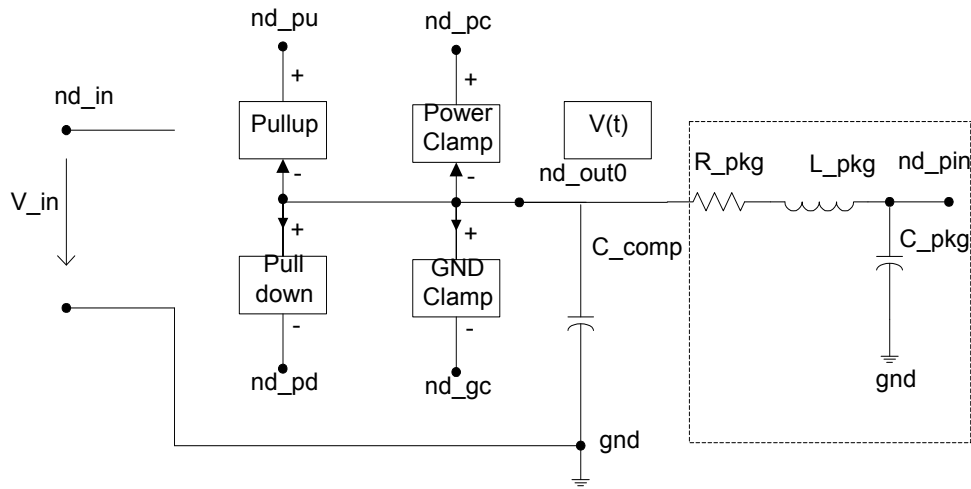 nd_pu
nd_pc
+
+
nd_in
Pullup
Power
Clamp
V(t)
-
-
nd_out0
R_pkg
L_pkg
nd_pin
V_in
+
+
C_comp
C_pkg
Pull
down
GND
Clamp
-
-
nd_pd
nd_gc
gnd
gnd